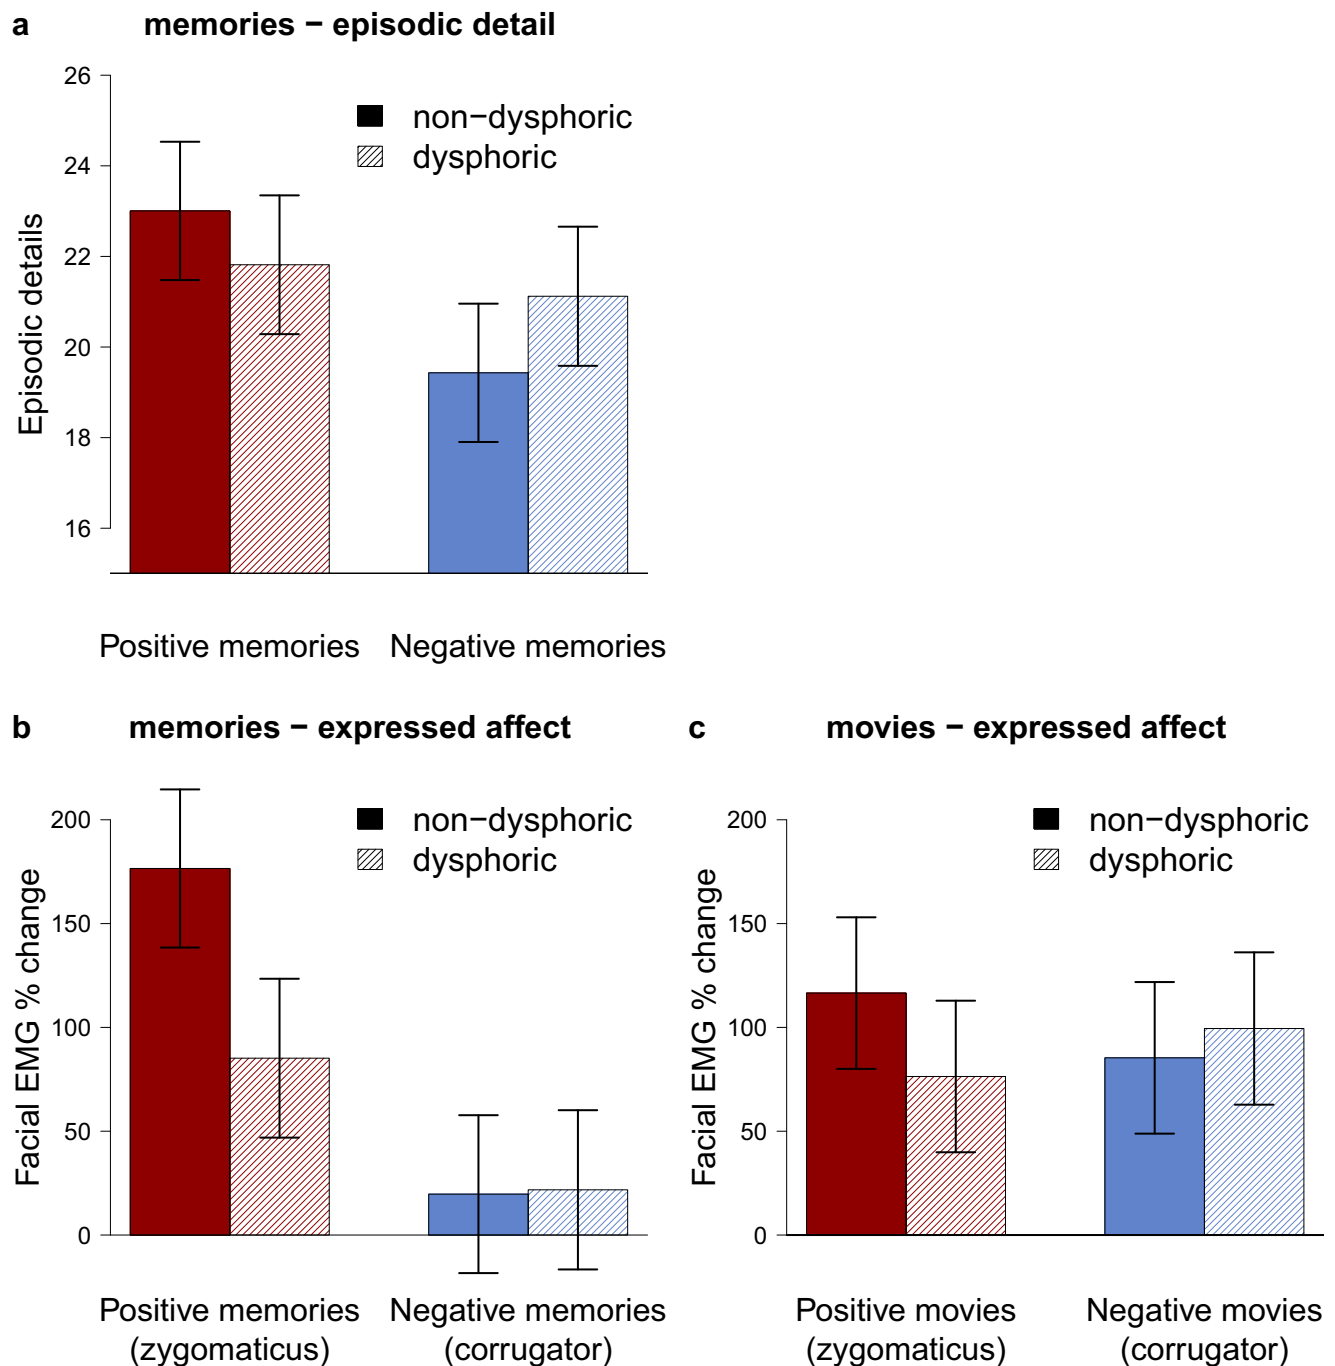 a memories − episodic detail
26
24
22
20
18
16
Episodic details
non−dysphoric
dysphoric
Positive memories Negative memories
b memories − expressed affect
200
150
100
50
0
Facial EMG % change
non−dysphoric
dysphoric
Positive memories Negative memories
(zygomaticus) (corrugator)
c movies − expressed affect
200
150
100
50
0
Facial EMG % change
non−dysphoric
dysphoric
Positive movies Negative movies
(zygomaticus) (corrugator)